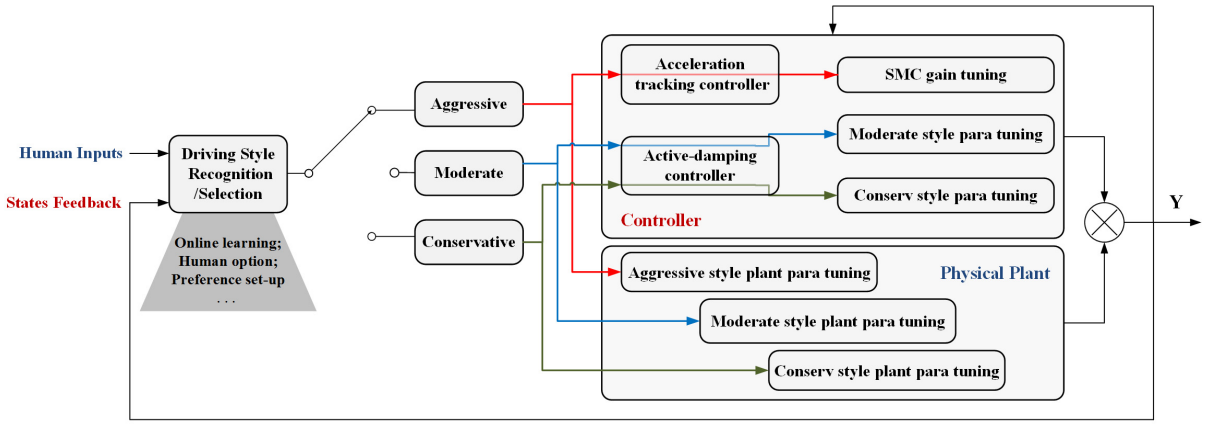 Human Inputs
States Feedback
Driving Style
Recognition
/Selection
Online learning;
Human option;
Preference set-up
. . .
Aggressive
Moderate
Conservative
Acceleration
tracking controller
SMC gain tuning
Active-damping
controller
Moderate style para tuning
Conserv style para tuning
Controller
Physical Plant
Aggressive style plant para tuning
Moderate style plant para tuning
Conserv style plant para tuning
Y